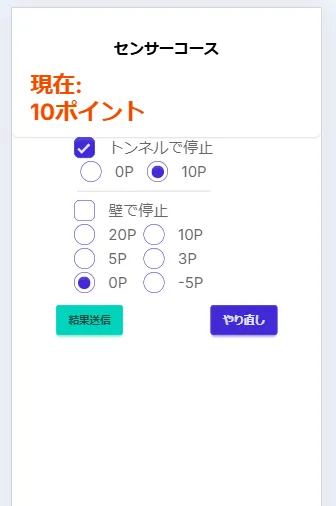 センサーコース
現在:
10ポイント
トンネルで停止
0P 10P
壁で停止
20P 10P
5P 3P
0P -5P
結果送信 やり直し